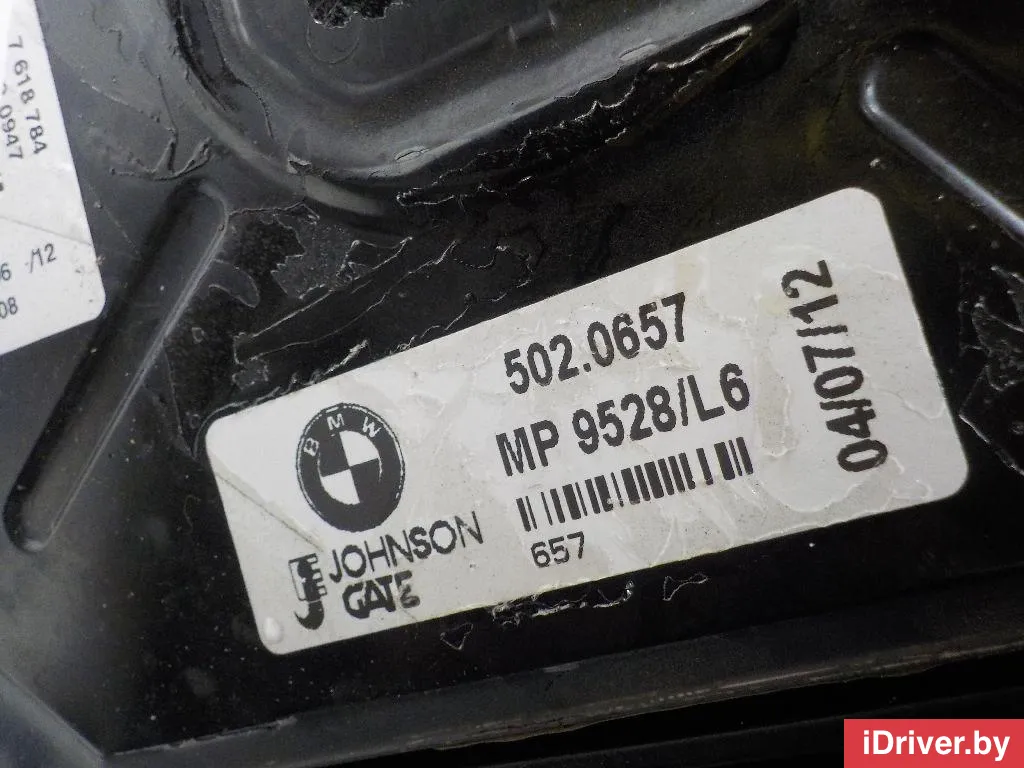 7 618 784
0947
/12
08
502.0657
MP 9528/L6
657
04/07/12
BMW
JOHNSON
GATE
iDriver.by